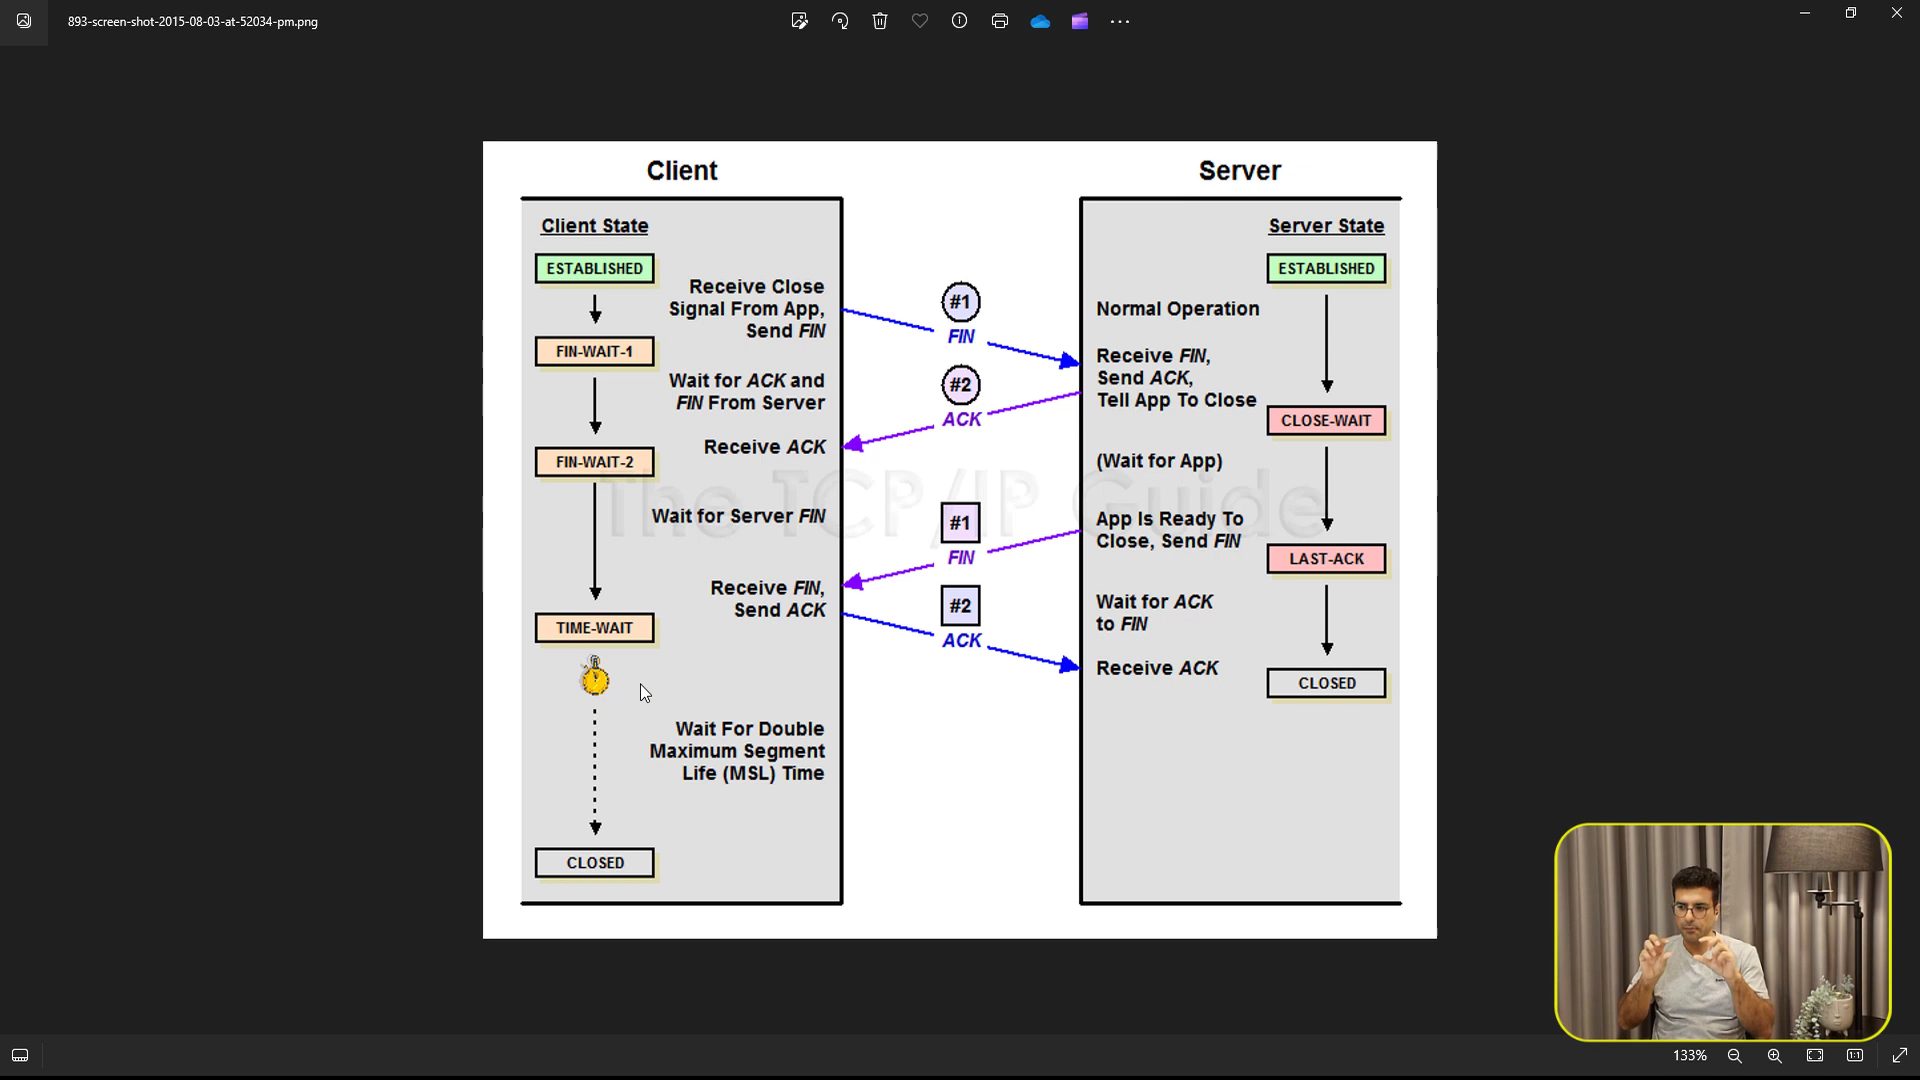 893-screen-shot-2015-08-03-at-52034-pm.png
Client
Server
Client State
Server State
ESTABLISHED
ESTABLISHED
Receive Close
Signal From App,
Send FIN
#1
FIN
Normal Operation
FIN-WAIT-1
Receive FIN,
Send ACK,
Tell App To Close
Wait for ACK and
FIN From Server
#2
ACK
CLOSE-WAIT
Receive ACK
FIN-WAIT-2
(Wait for App)
The TCP/IP Guide
Wait for Server FIN
#1
FIN
App Is Ready To
Close, Send FIN
LAST-ACK
Receive FIN,
Send ACK
#2
ACK
Wait for ACK
to FIN
TIME-WAIT
Receive ACK
CLOSED
Wait For Double
Maximum Segment
Life (MSL) Time
CLOSED
133%
1:1